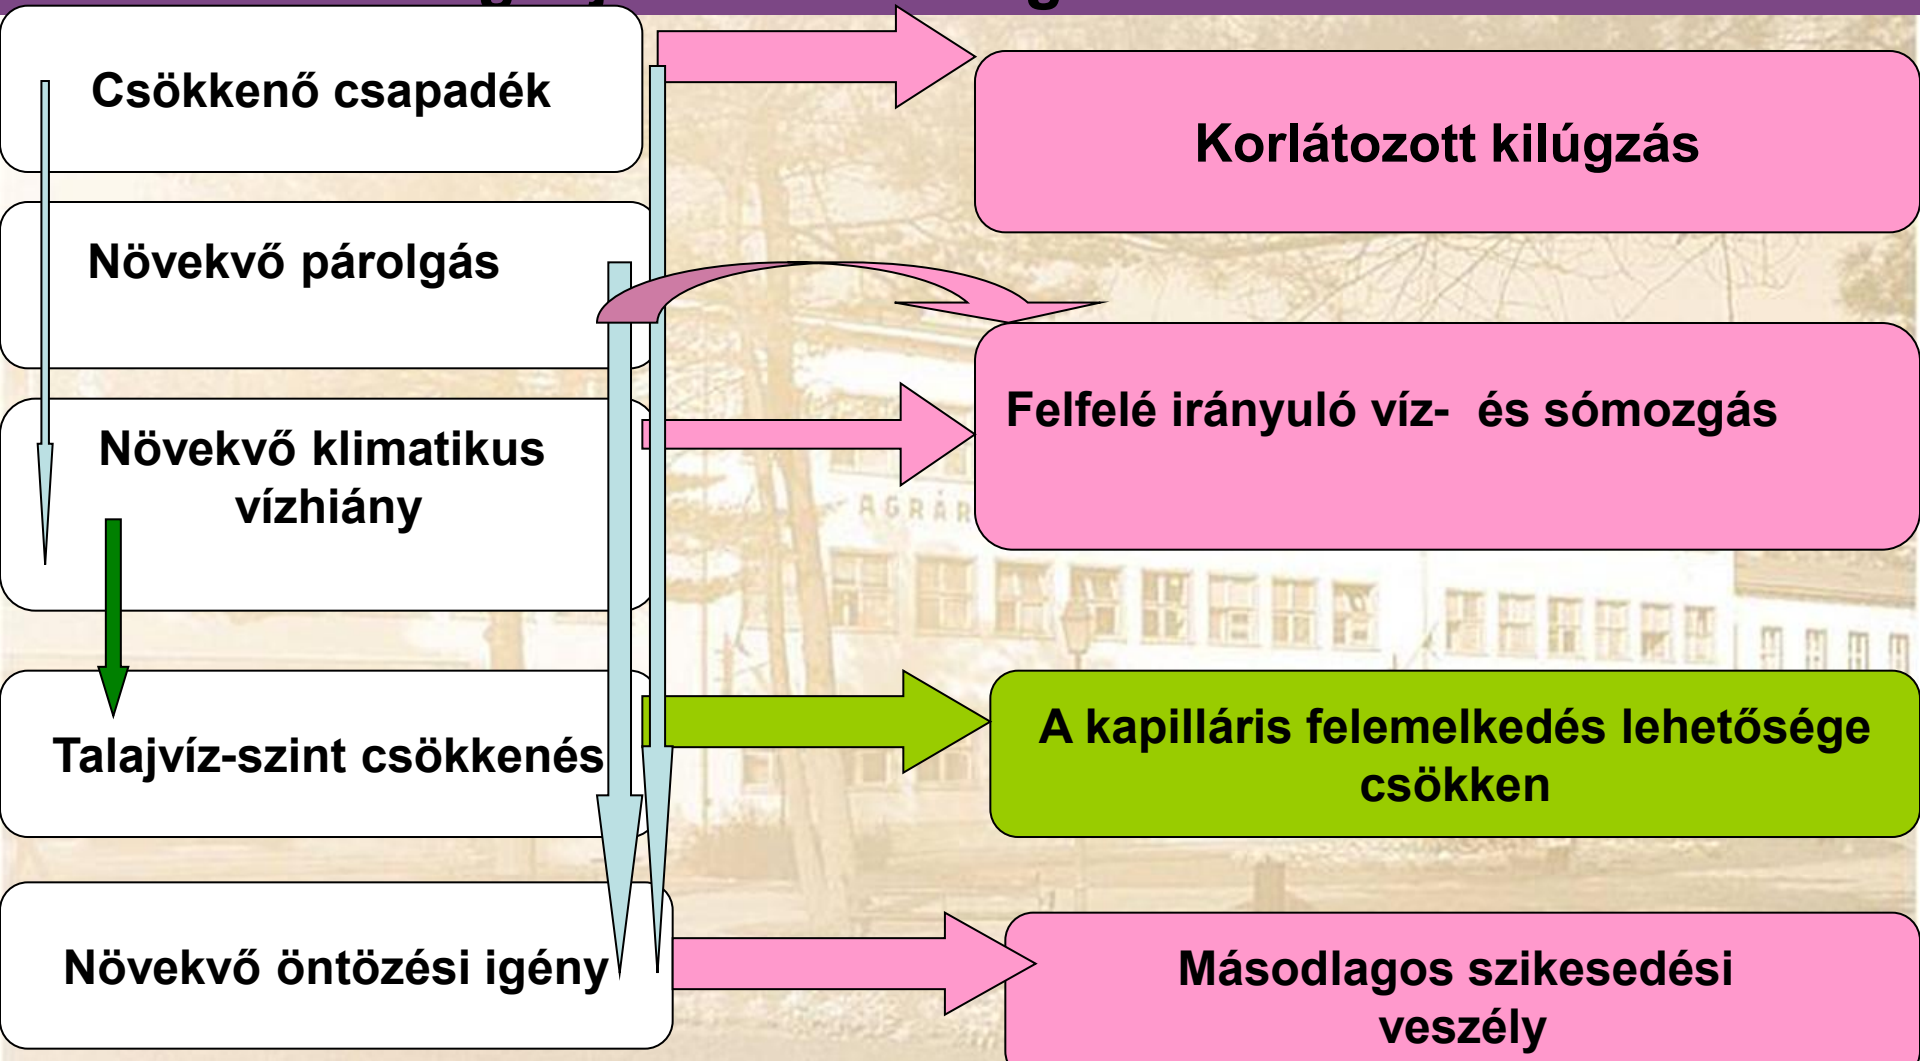 Csökkenő csapadék
Korlátozott kilúgzás
Növekvő párolgás
Felfelé irányuló víz- és sómozgás
Növekvő klimatikus
vízhiány
AGRÁR
Talajvíz-szint csökkenés
A kapilláris felemelkedés lehetősége
csökken
Növekvő öntözési igény
Másodlagos szikesedési
veszély